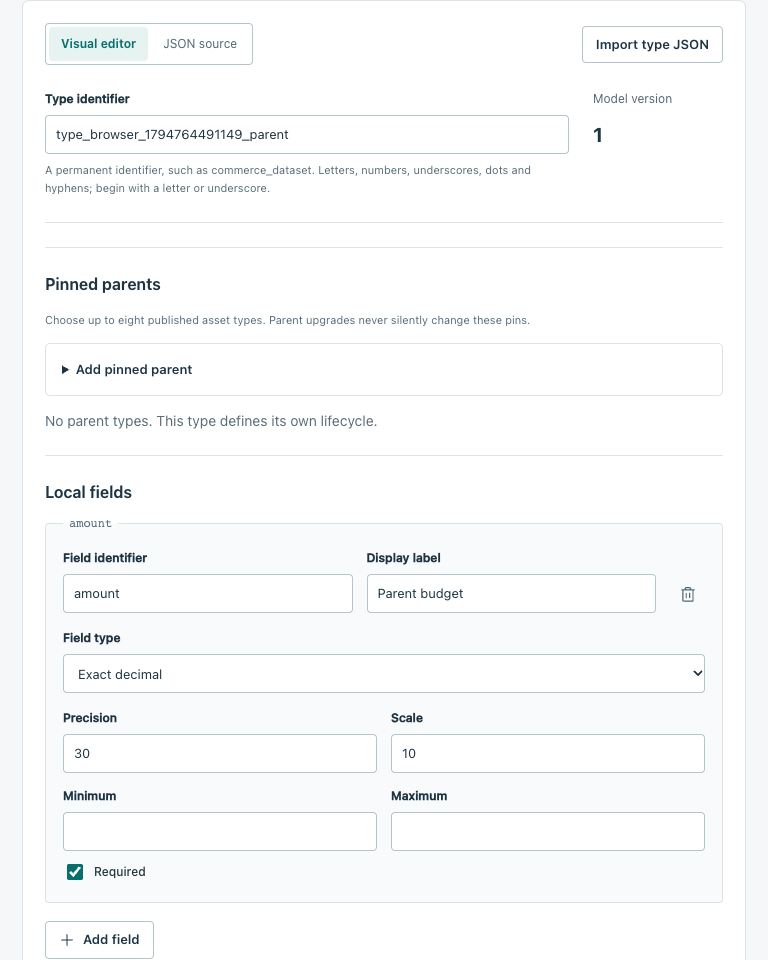 Visual editor
JSON source
Import type JSON
Type identifier
Model version
type_browser_1794764491149_parent
1
A permanent identifier, such as commerce_dataset. Letters, numbers, underscores, dots and
hyphens; begin with a letter or underscore.
Pinned parents
Choose up to eight published asset types. Parent upgrades never silently change these pins.
Add pinned parent
No parent types. This type defines its own lifecycle.
Local fields
amount
Field identifier
Display label
amount
Parent budget
Field type
Exact decimal
Precision
Scale
30
10
Minimum
Maximum
Required
Add field